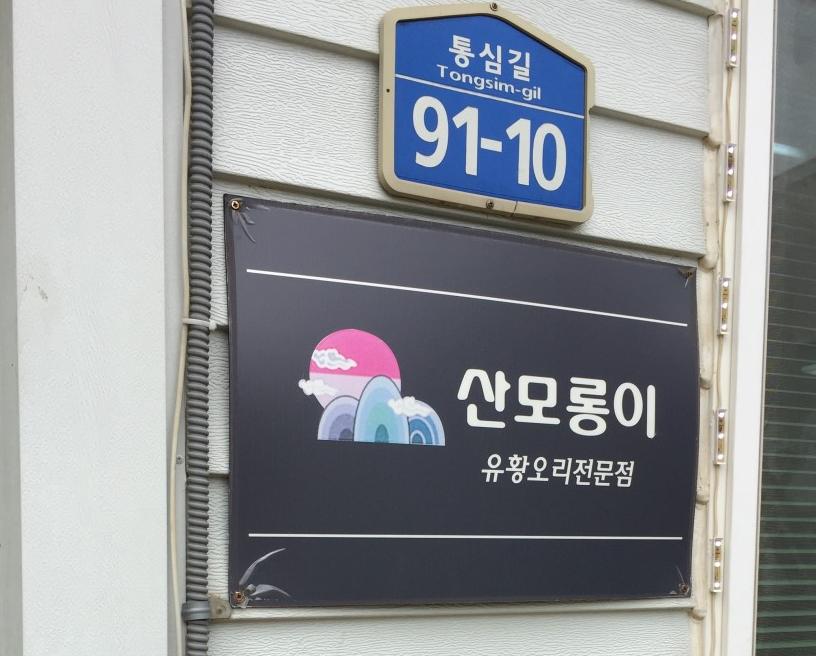 통심길
Tongsim-gil
91-10
산모롱이
유황오리전문점